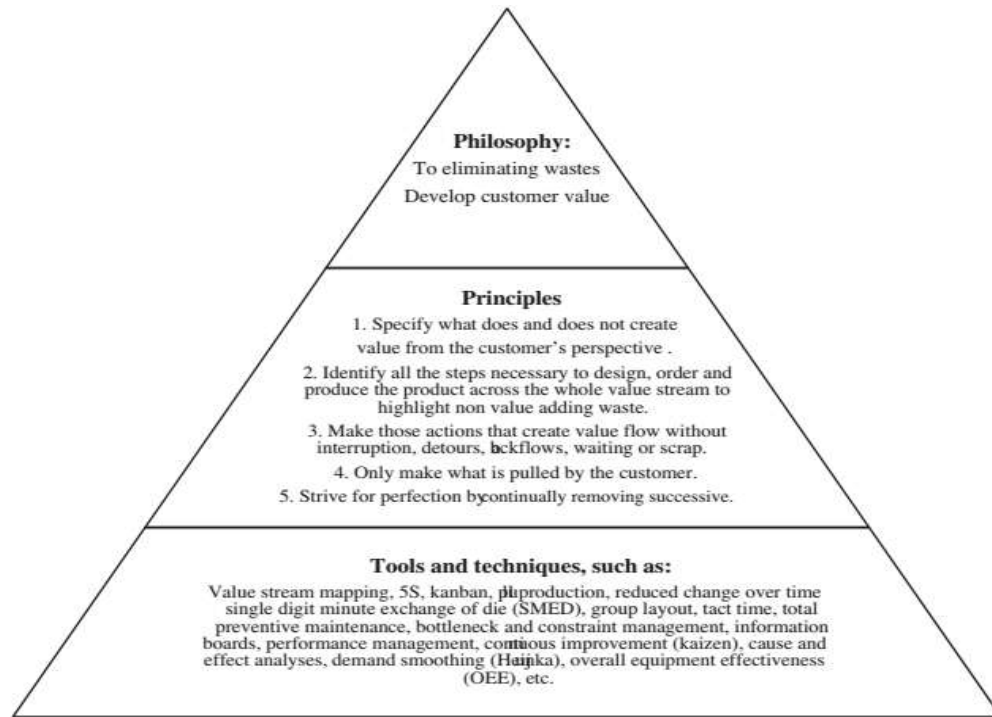 Philosophy:
To eliminating wastes
Develop customer value
Principles
1. Specify what does and does not create
value from the customer's perspective .
2. Identify all the steps necessary to design, order and
produce the product across the whole value stream to
highlight non value adding waste.
3. Make those actions that create value flow without
interruption, detours, backflows, waiting or scrap.
4. Only make what is pulled by the customer.
5. Strive for perfection by continually removing successive.
Tools and techniques, such as:
Value stream mapping, 5S, kanban, pull production, reduced change over time
single digit minute exchange of die (SMED), group layout, tact time, total
preventive maintenance, bottleneck and constraint management, information
boards, performance management, continuous improvement (kaizen), cause and
effect analyses, demand smoothing (Heijunka), overall equipment effectiveness
(OEE), etc.